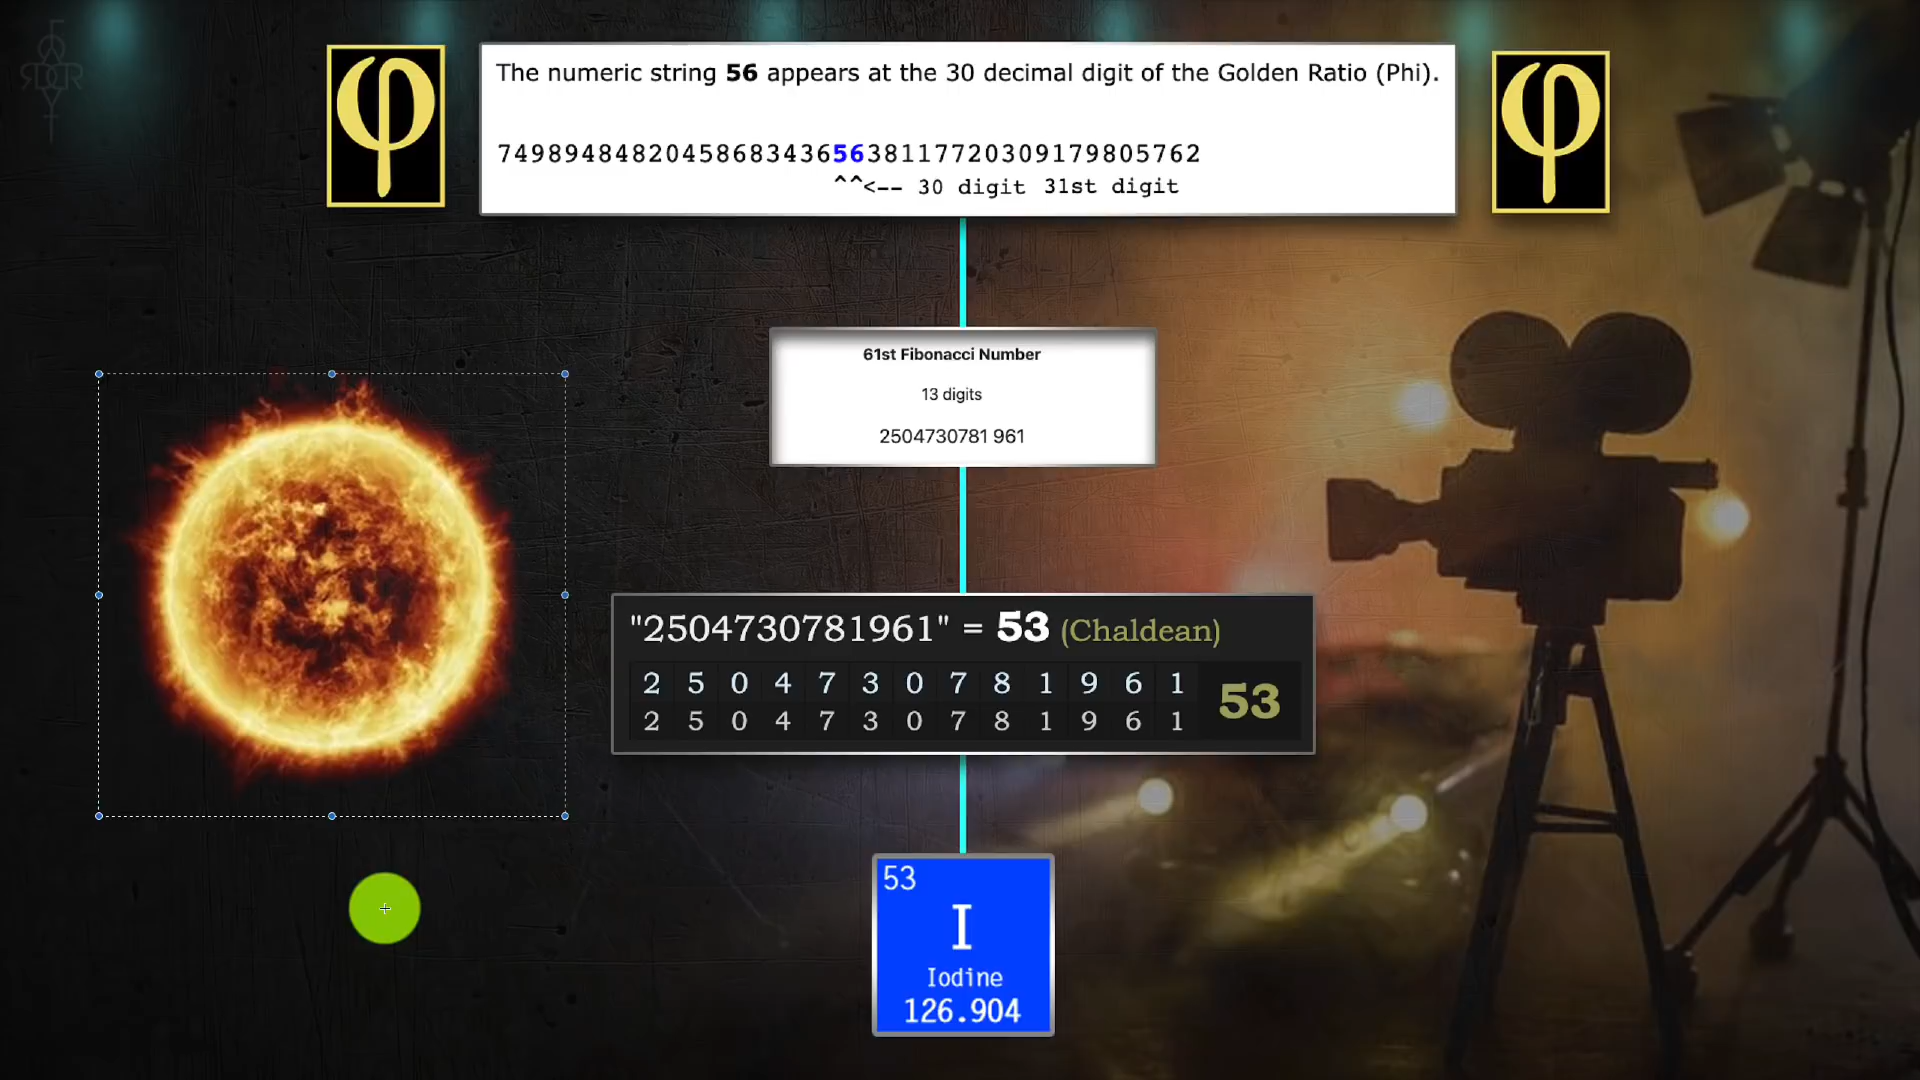 The numeric string 56 appears at the 30 decimal digit of the Golden Ratio (Phi).
φ
φ
749894848204586834365638117720309179805762
^^<-- 30 digit 31st digit
61st Fibonacci Number
13 digits
2504730781 961
"2504730781961" = 53 (Chaldean)
2 5 0 4 7 3 0 7 8 1 9 6 1
53
2 5 0 4 7 3 0 7 8 1 9 6 1
53
I
Iodine
126.904